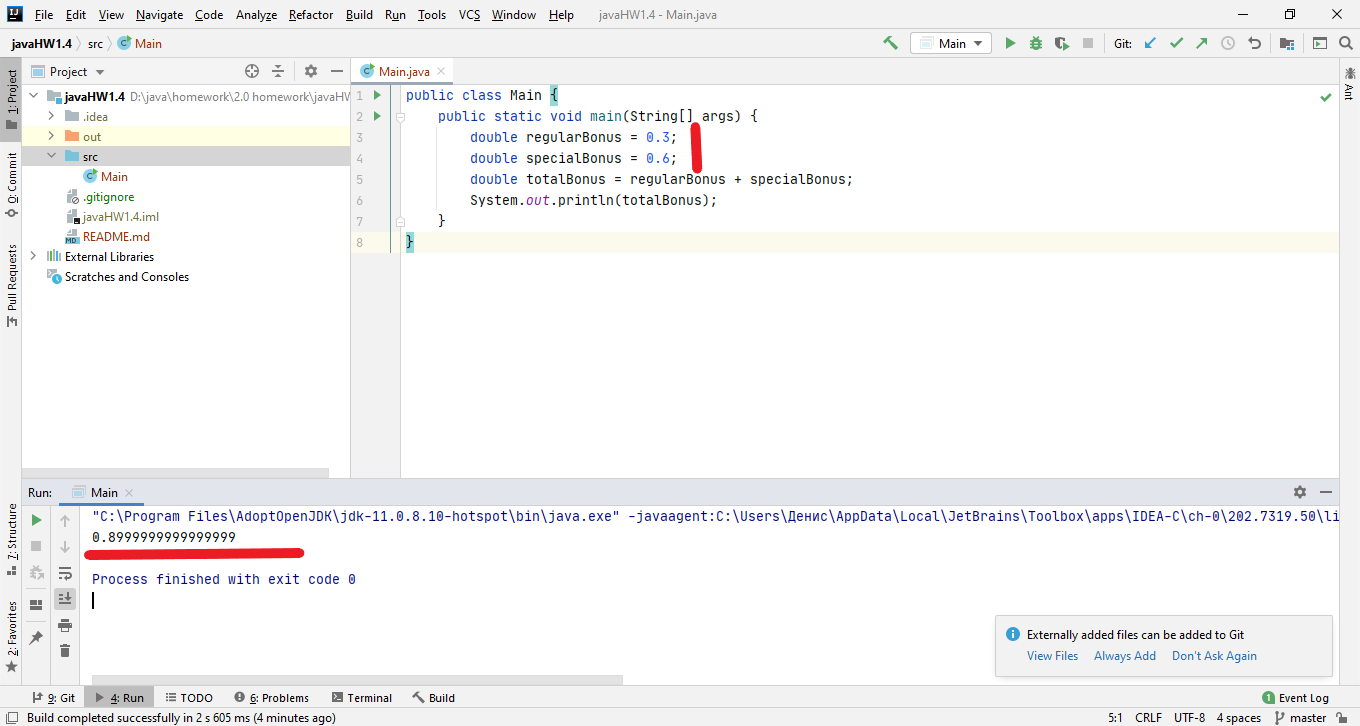 File Edit View Navigate Code Analyze Refactor Build Run Tools VCS Window Help javaHW1.4 - Main.java
javaHW1.4 src Main
Main
Git:
1: Project
Project
Main.java
Ant
javaHW1.4 D:\java\homework\2.0 homework\javaHW
.idea
out
src
Main
.gitignore
javaHW1.4.iml
README.md
External Libraries
Scratches and Consoles
0: Commit
Pull Requests
1 public class Main {
2 public static void main(String[] args) {
3 double regularBonus = 0.3;
4 double specialBonus = 0.6;
5 double totalBonus = regularBonus + specialBonus;
6 System.out.println(totalBonus);
7 }
8 }
Run: Main
7: Structure
2: Favorites
"C:\Program Files\AdoptOpenJDK\jdk-11.0.8.10-hotspot\bin\java.exe" -javaagent:C:\Users\Денис\AppData\Local\JetBrains\Toolbox\apps\IDEA-C\ch-0\202.7319.50\li
0.8999999999999999
Process finished with exit code 0
Externally added files can be added to Git
View Files Always Add Don't Ask Again
9: Git 4: Run TODO 6: Problems Terminal Build 1 Event Log
Build completed successfully in 2 s 605 ms (4 minutes ago) 5:1 CRLF UTF-8 4 spaces master